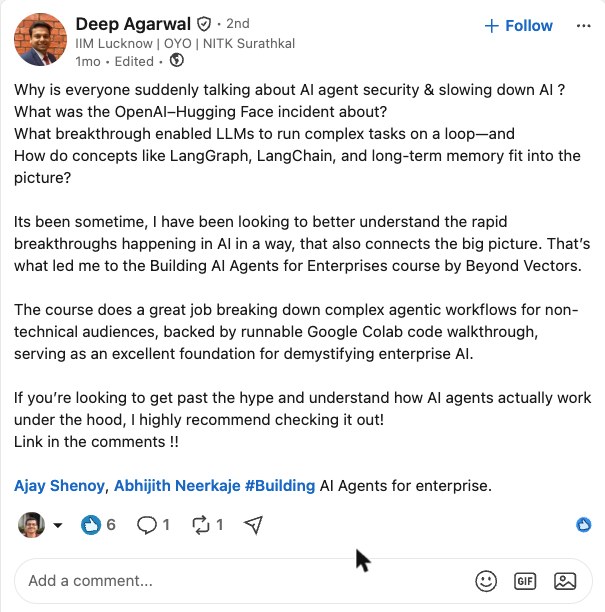 Deep Agarwal · 2nd
+ Follow ...
IIM Lucknow | OYO | NITK Surathkal
1mo • Edited •
Why is everyone suddenly talking about AI agent security & slowing down AI ?
What was the OpenAI–Hugging Face incident about?
What breakthrough enabled LLMs to run complex tasks on a loop—and
How do concepts like LangGraph, LangChain, and long-term memory fit into the
picture?
Its been sometime, I have been looking to better understand the rapid
breakthroughs happening in AI in a way, that also connects the big picture. That’s
what led me to the Building AI Agents for Enterprises course by Beyond Vectors.
The course does a great job breaking down complex agentic workflows for non-
technical audiences, backed by runnable Google Colab code walkthrough,
serving as an excellent foundation for demystifying enterprise AI.
If you’re looking to get past the hype and understand how AI agents actually work
under the hood, I highly recommend checking it out!
Link in the comments !!
Ajay Shenoy, Abhijith Neerkaje #Building AI Agents for enterprise.
6 1 1
Add a comment...
GIF